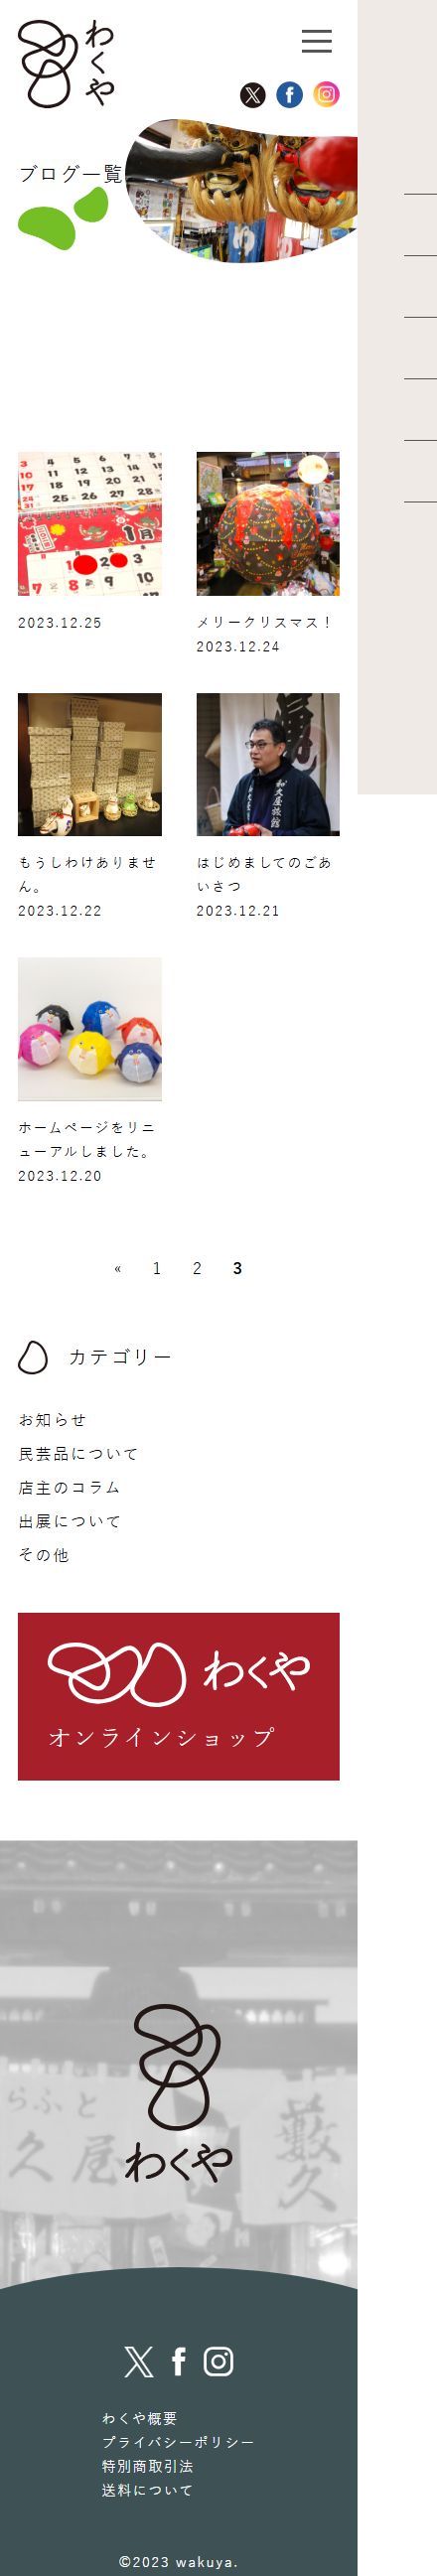 わくや
ブログ一覧
2023.12.25
メリークリスマス！
2023.12.24
もうしわけありませ
ん。
2023.12.22
はじめましてのごあ
いさつ
2023.12.21
ホームページをリニ
ューアルしました。
2023.12.20
« 1 2 3
カテゴリー
お知らせ
民芸品について
店主のコラム
出展について
その他
わくや
オンラインショップ
わくや
わくや概要
プライバシーポリシー
特別商取引法
送料について
©2023 wakuya.